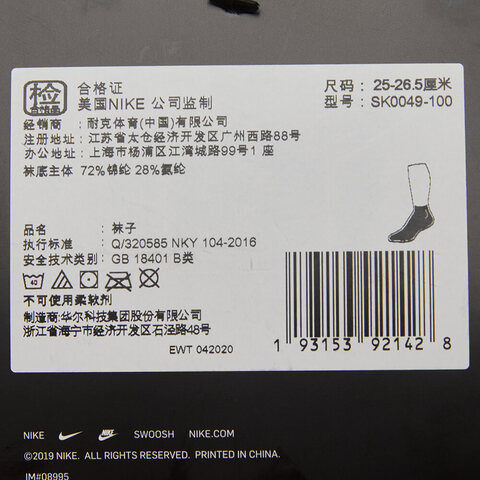 检
合格证
合格证
美国NIKE 公司监制
尺码： 25-26.5厘米
型号： SK0049-100
经销商： 耐克体育(中国)有限公司
注册地址： 江苏省太仓经济开发区广州西路88号
办公地址： 上海市杨浦区江湾城路99号1 座
袜底主体 72%锦纶 28%氨纶
品名： 袜子
执行标准： Q/320585 NKY 104-2016
安全技术类别： GB 18401 B类
40
不可使用柔软剂
制造商：华尔科技集团股份有限公司
浙江省海宁市经济开发区石泾路48号
EWT 042020
1 93153 92142 8
NIKE NIKE SWOOSH NIKE.COM
©2019 NIKE. ALL RIGHTS RESERVED. PRINTED IN CHINA.
IM#08995